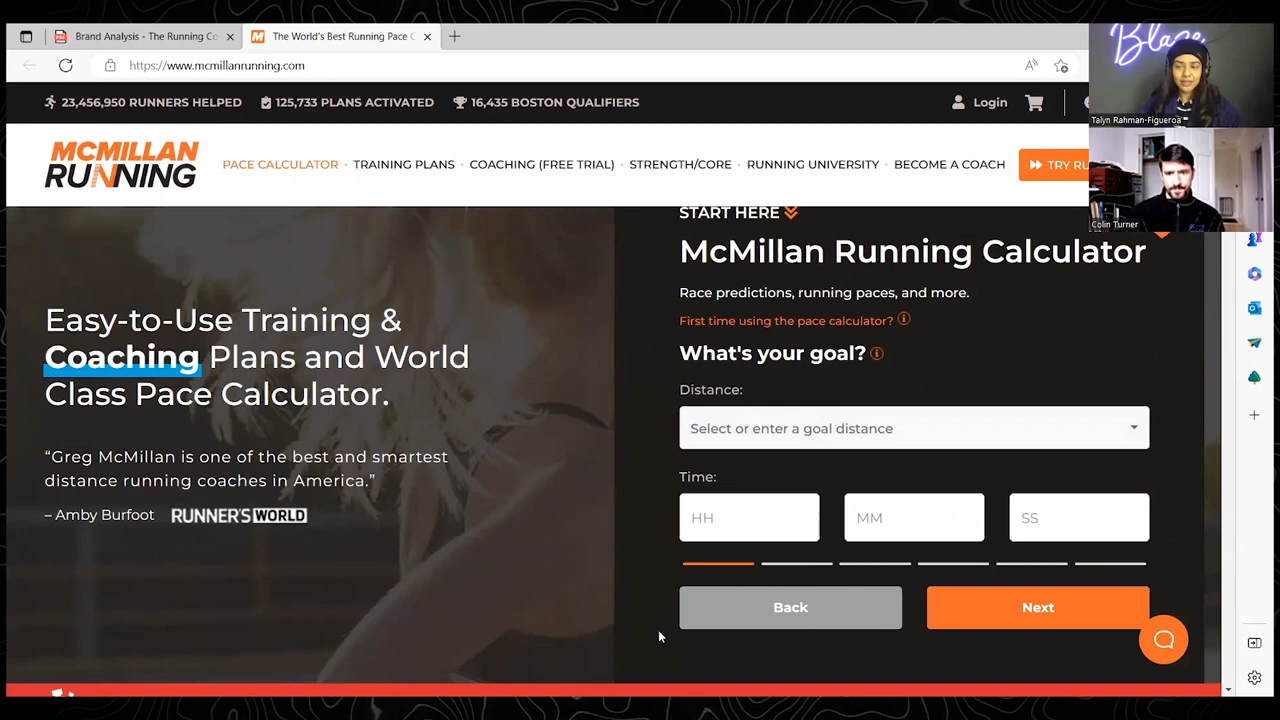 Brand Analysis - The Running Co
The World's Best Running Pace C
https://www.mcmillanrunning.com
23,456,950 RUNNERS HELPED
125,733 PLANS ACTIVATED
16,435 BOSTON QUALIFIERS
Login
MCMILLAN
RUNNING
PACE CALCULATOR · TRAINING PLANS · COACHING (FREE TRIAL) · STRENGTH/CORE · RUNNING UNIVERSITY · BECOME A COACH
TRY RU
Blaze
Talyn Rahman-Figueroa
Colin Turner
Easy-to-Use Training &
Coaching Plans and World
Class Pace Calculator.
“Greg McMillan is one of the best and smartest
distance running coaches in America.”
– Amby Burfoot RUNNER'S WORLD
START HERE
McMillan Running Calculator
Race predictions, running paces, and more.
First time using the pace calculator?
What's your goal?
Distance:
Select or enter a goal distance
Time:
HH
MM
SS
Back
Next